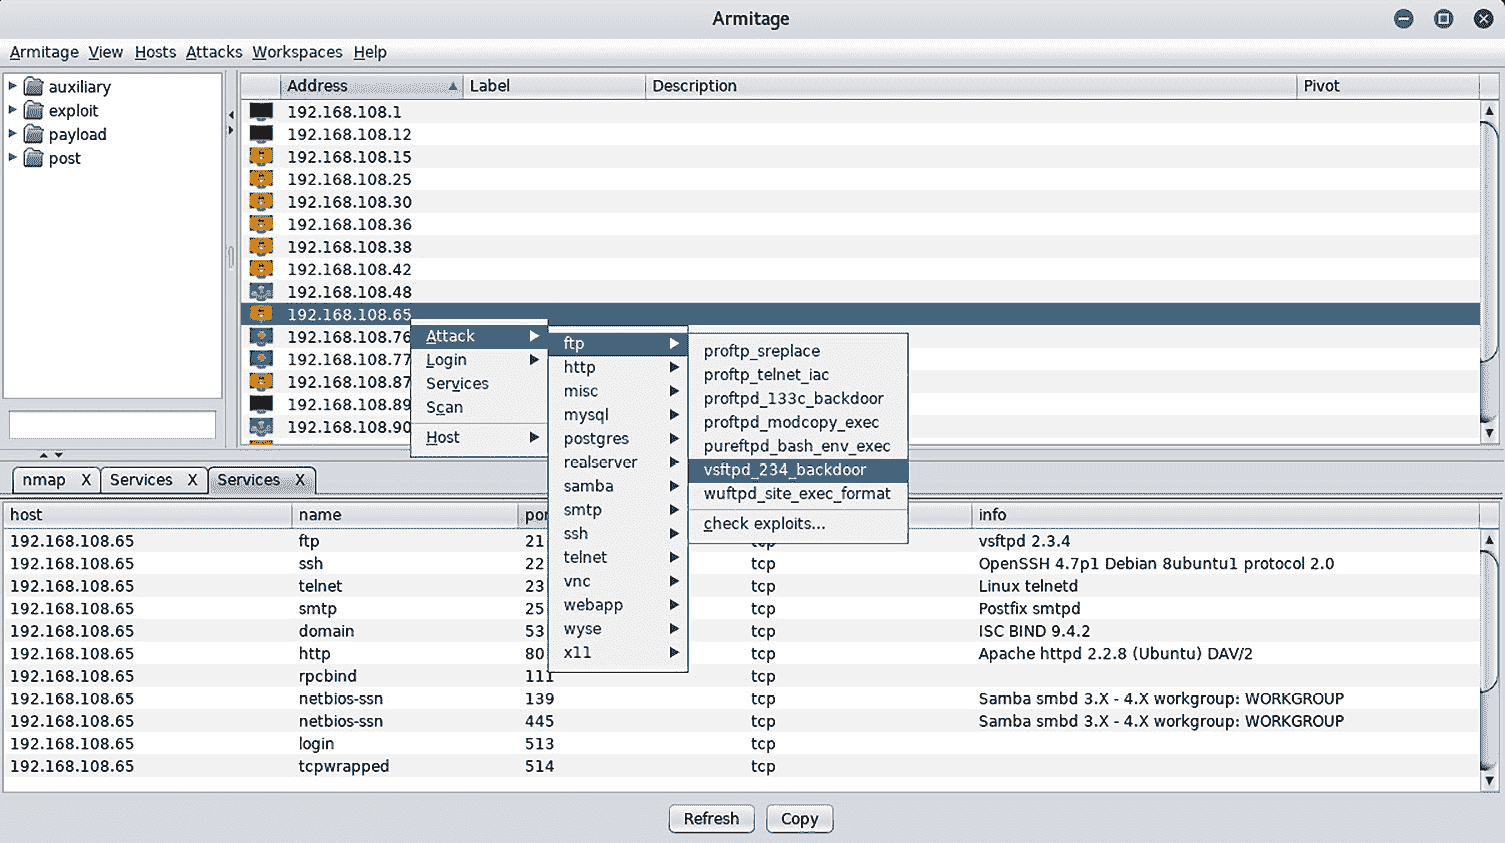 Armitage
Armitage View Hosts Attacks Workspaces Help
auxiliary
exploit
payload
post
Address Label Description Pivot
192.168.108.1
192.168.108.12
192.168.108.15
192.168.108.25
192.168.108.30
192.168.108.36
192.168.108.38
192.168.108.42
192.168.108.48
192.168.108.65
192.168.108.76
192.168.108.77
192.168.108.87
192.168.108.89
192.168.108.90
Attack
Login
Services
Scan
Host
ftp
http
misc
mysql
postgres
realserver
samba
smtp
ssh
telnet
vnc
webapp
wyse
x11
proftp_sreplace
proftp_telnet_iac
proftpd_133c_backdoor
proftpd_modcopy_exec
pureftpd_bash_env_exec
vsftpd_234_backdoor
wuftpd_site_exec_format
check exploits...
nmap X Services X Services X
host name por info
192.168.108.65 ftp 21 tcp vsftpd 2.3.4
192.168.108.65 ssh 22 tcp OpenSSH 4.7p1 Debian 8ubuntu1 protocol 2.0
192.168.108.65 telnet 23 tcp Linux telnetd
192.168.108.65 smtp 25 tcp Postfix smtpd
192.168.108.65 domain 53 tcp ISC BIND 9.4.2
192.168.108.65 http 80 tcp Apache httpd 2.2.8 (Ubuntu) DAV/2
192.168.108.65 rpcbind 111 tcp
192.168.108.65 netbios-ssn 139 tcp Samba smbd 3.X - 4.X workgroup: WORKGROUP
192.168.108.65 netbios-ssn 445 tcp Samba smbd 3.X - 4.X workgroup: WORKGROUP
192.168.108.65 login 513 tcp
192.168.108.65 tcpwrapped 514 tcp
Refresh Copy